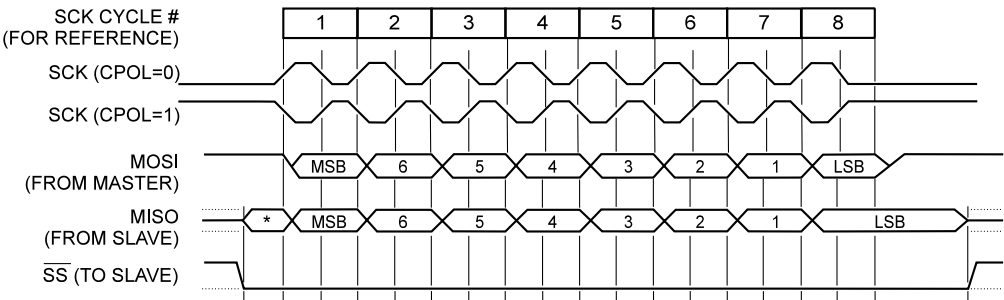 SCK CYCLE # 1 2 3 4 5 6 7 8
(FOR REFERENCE)
SCK (CPOL=0)
SCK (CPOL=1)
MOSI MSB 6 5 4 3 2 1 LSB
(FROM MASTER)
MISO * MSB 6 5 4 3 2 1 LSB
(FROM SLAVE)
SS (TO SLAVE)